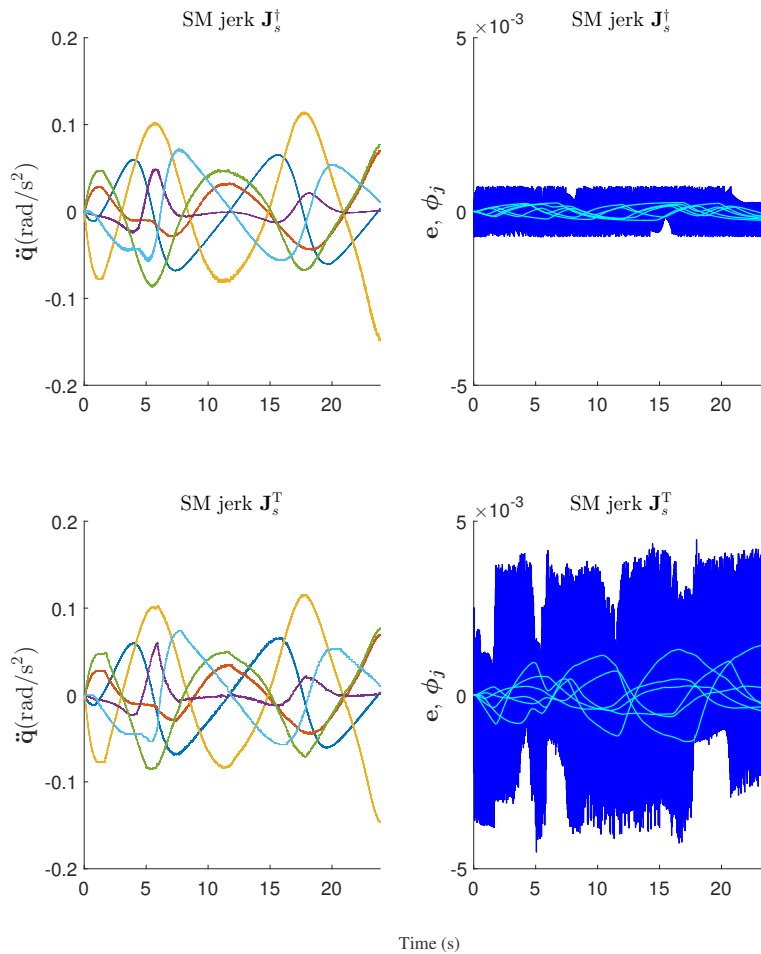 SM jerk J_s^†
q̈(rad/s²)
0.2
0.1
0
-0.1
-0.2
0 5 10 15 20
SM jerk J_s^†
×10⁻³
e, ϕ_j
5
0
-5
0 5 10 15 20
SM jerk J_s^T
q̈(rad/s²)
0.2
0.1
0
-0.1
-0.2
0 5 10 15 20
SM jerk J_s^T
×10⁻³
e, ϕ_j
5
0
-5
0 5 10 15 20
Time (s)